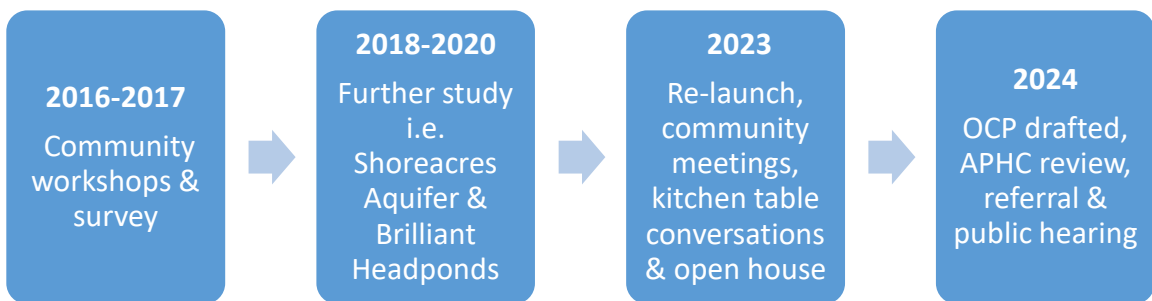 2016-2017
Community
workshops &
survey
2018-2020
Further study
i.e.
Shoreacres
Aquifer &
Brilliant
Headponds
2023
Re-launch,
community
meetings,
kitchen table
conversations
& open house
2024
OCP drafted,
APHC review,
referral &
public hearing